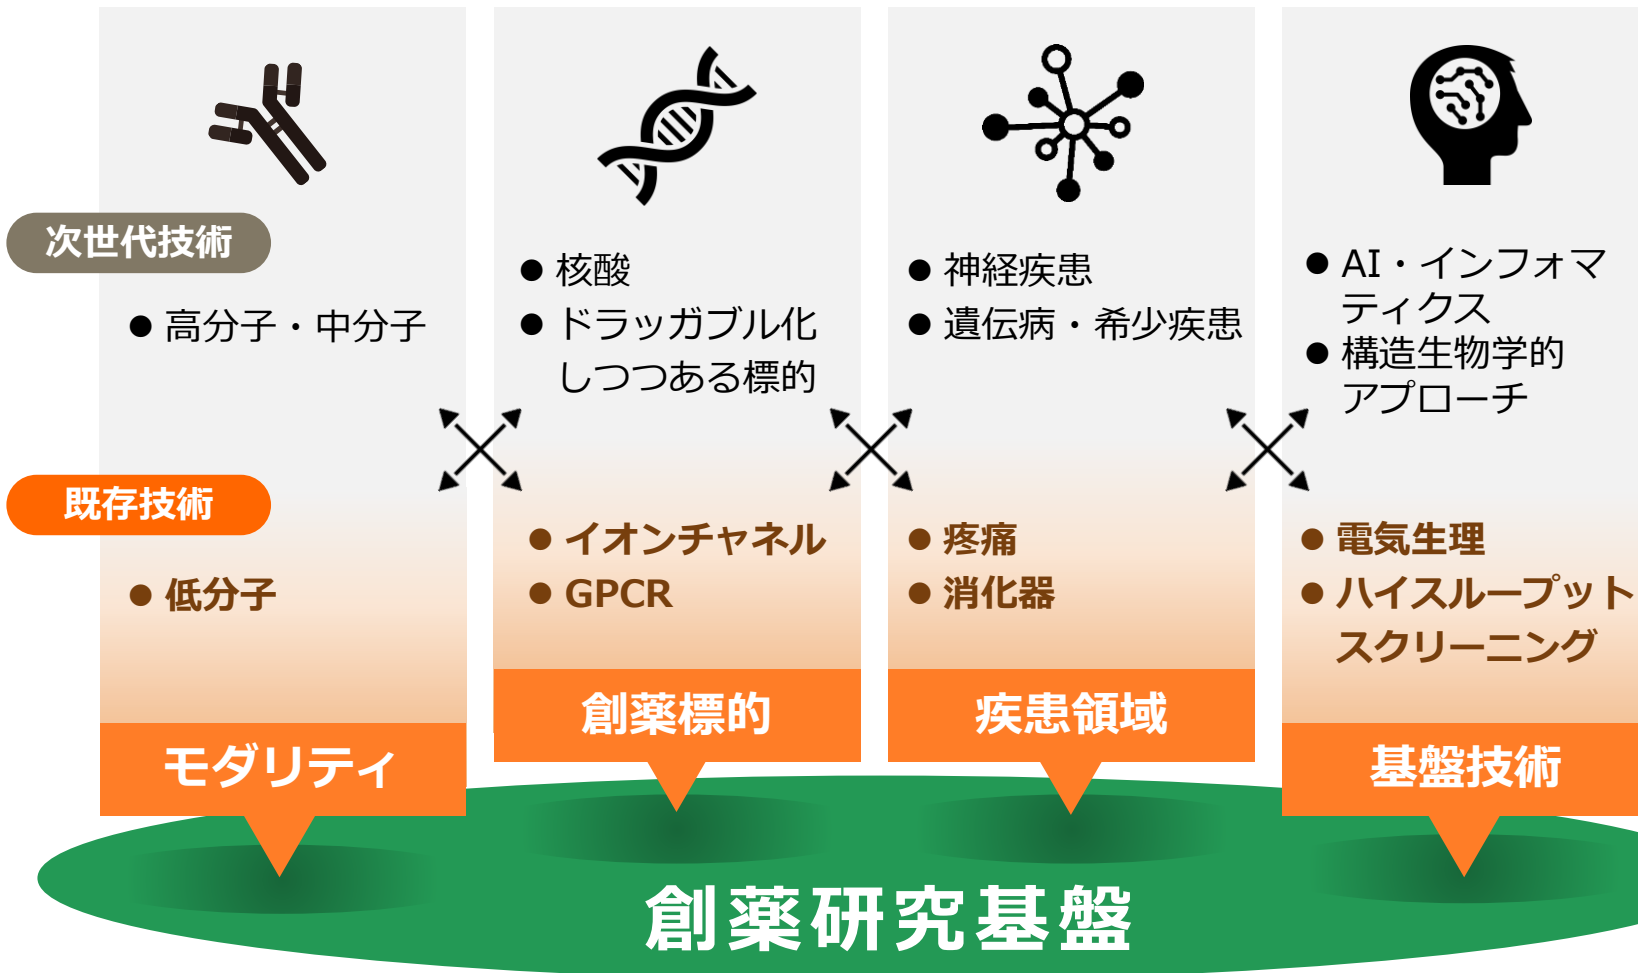 次世代技術
● 高分子・中分子
既存技術
● 低分子
モダリティ
● 核酸
● ドラッガブル化
しつつある標的
● イオンチャネル
● GPCR
創薬標的
● 神経疾患
● 遺伝病・希少疾患
● 疼痛
● 消化器
疾患領域
● AI・インフォマ
ティクス
● 構造生物学的
アプローチ
● 電気生理
● ハイスループット
スクリーニング
基盤技術
創薬研究基盤